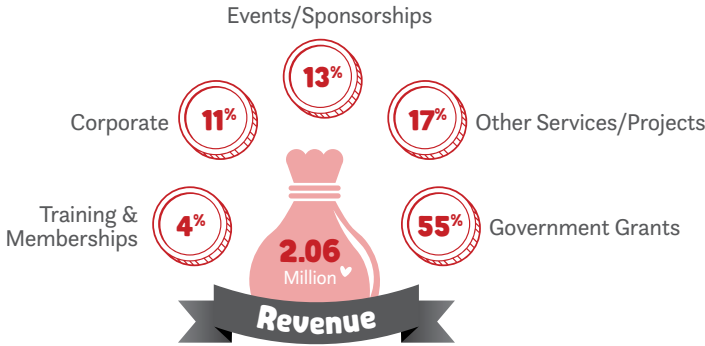 Events/Sponsorships
13%
Corporate
11%
17%
Other Services/Projects
Training &
Memberships
4%
55%
Government Grants
2.06
Million
Revenue